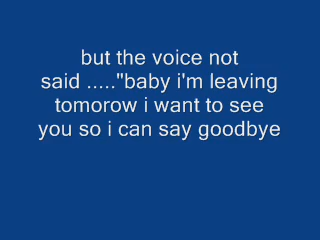 but the voice not
said ....."baby i'm leaving
tomorow i want to see
you so i can say goodbye